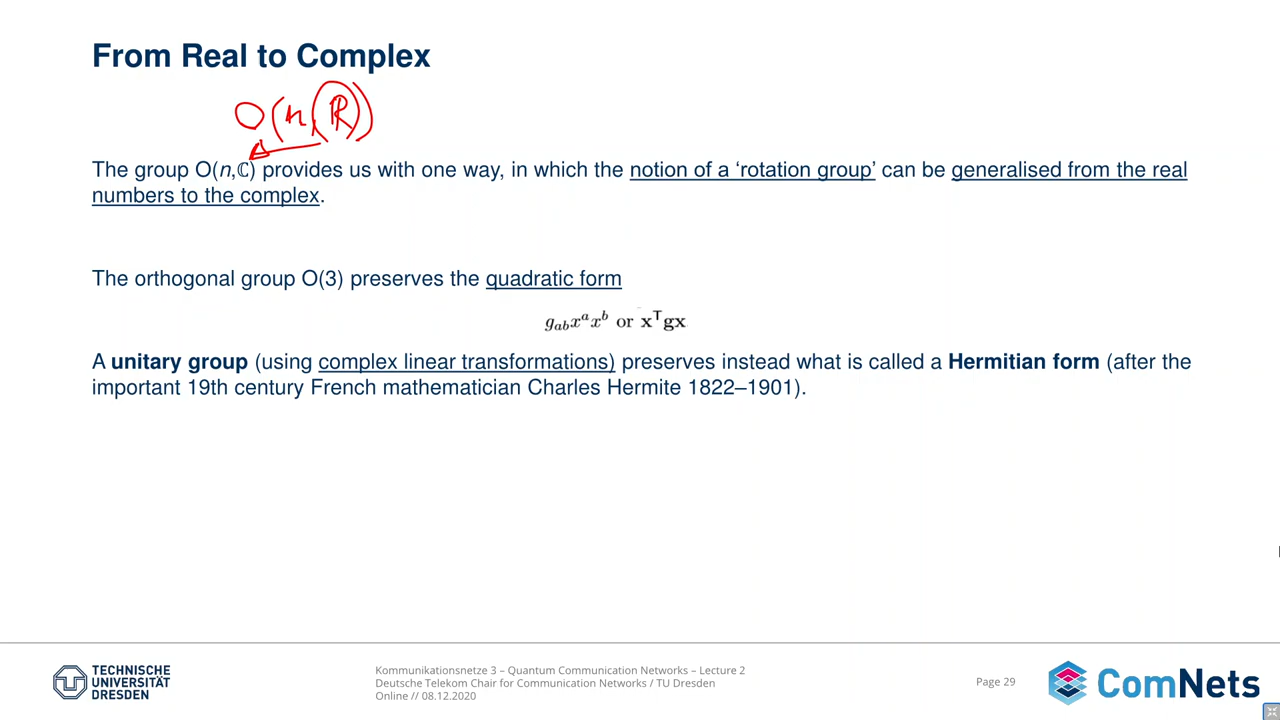 From Real to Complex
O(n,ℝ)
The group O(n,ℂ) provides us with one way, in which the notion of a ‘rotation group’ can be generalised from the real
numbers to the complex.
The orthogonal group O(3) preserves the quadratic form
g_{ab}x^a x^b or x^T gx
A unitary group (using complex linear transformations) preserves instead what is called a Hermitian form (after the
important 19th century French mathematician Charles Hermite 1822–1901).
TECHNISCHE
UNIVERSITÄT
DRESDEN
Kommunikationsnetze 3 – Quantum Communication Networks – Lecture 2
Deutsche Telekom Chair for Communication Networks / TU Dresden
Online // 08.12.2020
Page 29
ComNets